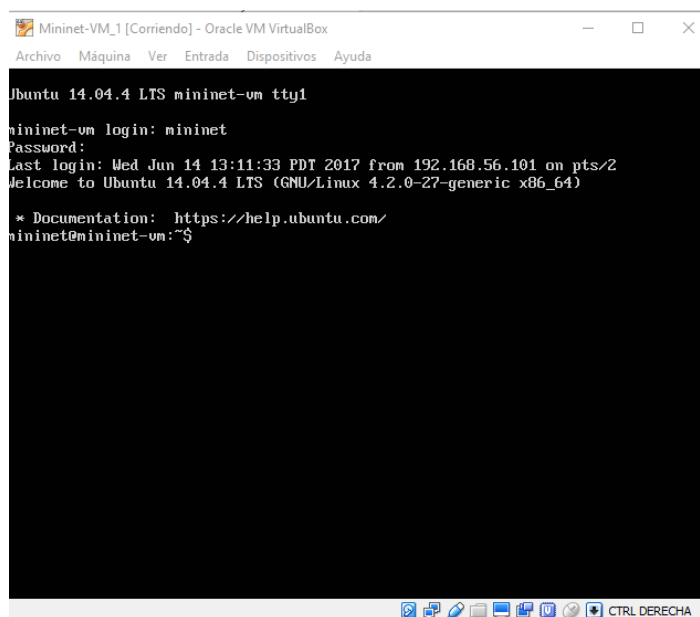 Mininet-VM_1 [Corriendo] - Oracle VM VirtualBox
Archivo Máquina Ver Entrada Dispositivos Ayuda
Ubuntu 14.04.4 LTS mininet-vm tty1
mininet-vm login: mininet
Password:
Last login: Wed Jun 14 13:11:33 PDT 2017 from 192.168.56.101 on pts/2
Welcome to Ubuntu 14.04.4 LTS (GNU/Linux 4.2.0-27-generic x86_64)
* Documentation: https://help.ubuntu.com/
mininet@mininet-vm:~$
CTRL DERECHA